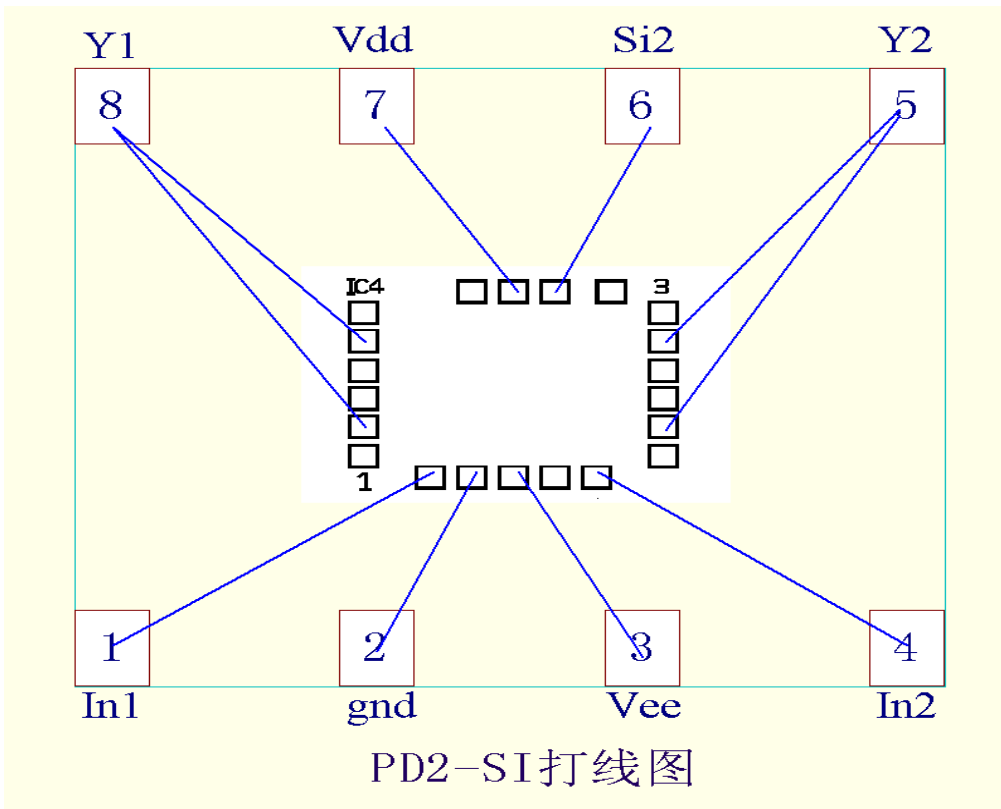 Y1 Vdd Si2 Y2
8 7 6 5
IC4 3
1
1 2 3 4
In1 gnd Vee In2
PD2-SI打线图